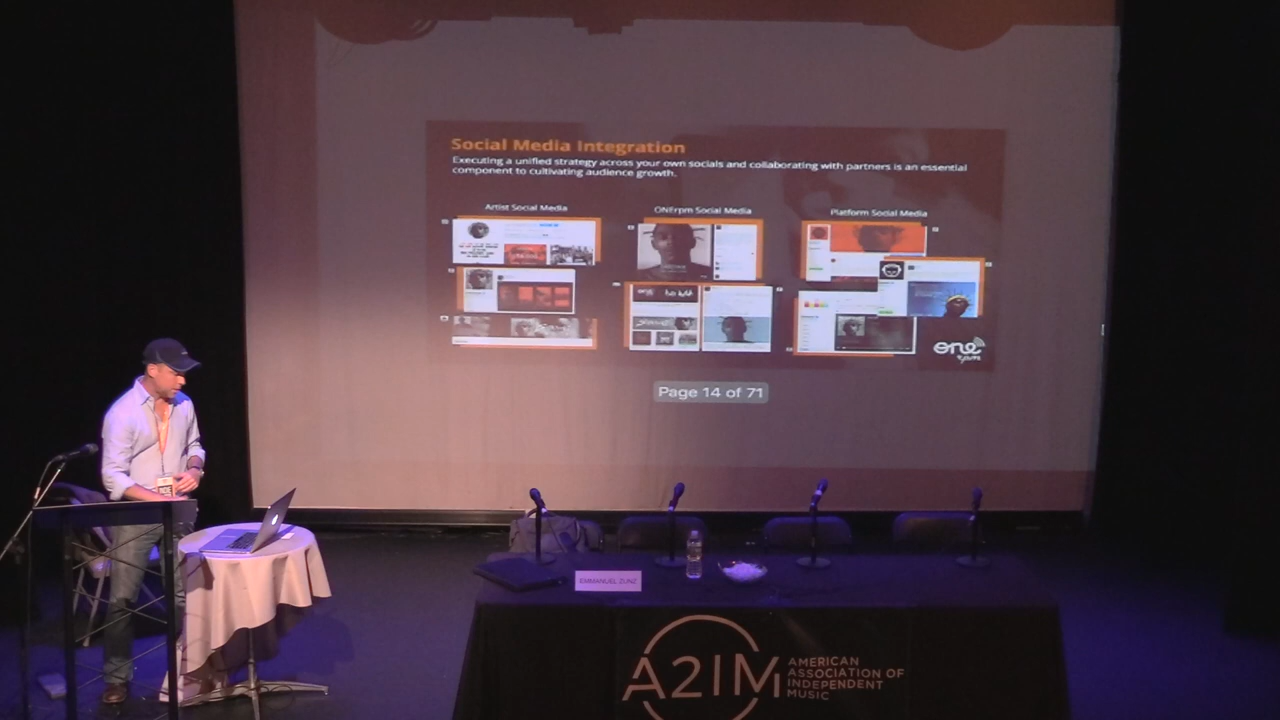 Social Media Integration
Executing a unified strategy across your own socials and collaborating with partners is an essential
component to cultivating audience growth.
Artist Social Media
ONErpm Social Media
Platform Social Media
one
rpm
Page 14 of 71
EMMANUEL ZUNZ
A2IM
AMERICAN
ASSOCIATION OF
INDEPENDENT
MUSIC